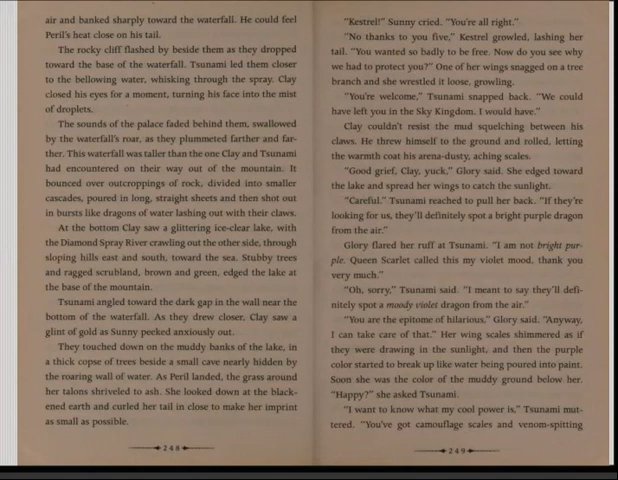 air and banked sharply toward the waterfall. He could feel
Peril's heat close on his tail.
The rocky cliff flashed by beside them as they dropped
toward the base of the waterfall. Tsunami led them closer
to the bellowing water, whisking through the spray. Clay
closed his eyes for a moment, turning his face into the mist
of droplets.
The sounds of the palace faded behind them, swallowed
by the waterfall's roar, as they plummeted farther and far-
ther. This waterfall was taller than the one Clay and Tsunami
had encountered on their way out of the mountain. It
bounced over outcroppings of rock, divided into smaller
cascades, poured in long, straight sheets and then shot out
in bursts like dragons of water lashing out with their claws.
At the bottom Clay saw a glittering ice-clear lake, with
the Diamond Spray River crawling out the other side, through
sloping hills east and south, toward the sea. Stubby trees
and ragged scrubland, brown and green, edged the lake at
the base of the mountain.
Tsunami angled toward the dark gap in the wall near the
bottom of the waterfall. As they drew closer, Clay saw a
glint of gold as Sunny peeked anxiously out.
They touched down on the muddy banks of the lake, in
a thick copse of trees beside a small cave nearly hidden by
the roaring wall of water. As Peril landed, the grass around
her talons shriveled to ash. She looked down at the black-
ened earth and curled her tail in close to make her imprint
as small as possible.
248
"Kestrel!" Sunny cried. "You're all right."
"No thanks to you five," Kestrel growled, lashing her
tail. "You wanted so badly to be free. Now do you see why
we had to protect you?" One of her wings snagged on a tree
branch and she wrestled it loose, growling.
"You're welcome," Tsunami snapped back. "We could
have left you in the Sky Kingdom. I would have."
Clay couldn't resist the mud squelching between his
claws. He threw himself to the ground and rolled, letting
the warmth coat his arena-dusty, aching scales.
"Good grief, Clay, yuck," Glory said. She edged toward
the lake and spread her wings to catch the sunlight.
"Careful." Tsunami reached to pull her back. "If they're
looking for us, they'll definitely spot a bright purple dragon
from the air."
Glory flared her ruff at Tsunami. "I am not bright pur-
ple. Queen Scarlet called this my violet mood, thank you
very much."
"Oh, sorry," Tsunami said. "I meant to say they'll defi-
nitely spot a moody violet dragon from the air."
"You are the epitome of hilarious," Glory said. "Anyway,
I can take care of that." Her wing scales shimmered as if
they were drawing in the sunlight, and then the purple
color started to break up like water being poured into paint.
Soon she was the color of the muddy ground below her.
"Happy?" she asked Tsunami.
"I want to know what my cool power is," Tsunami mut-
tered. "You've got camouflage scales and venom-spitting
249